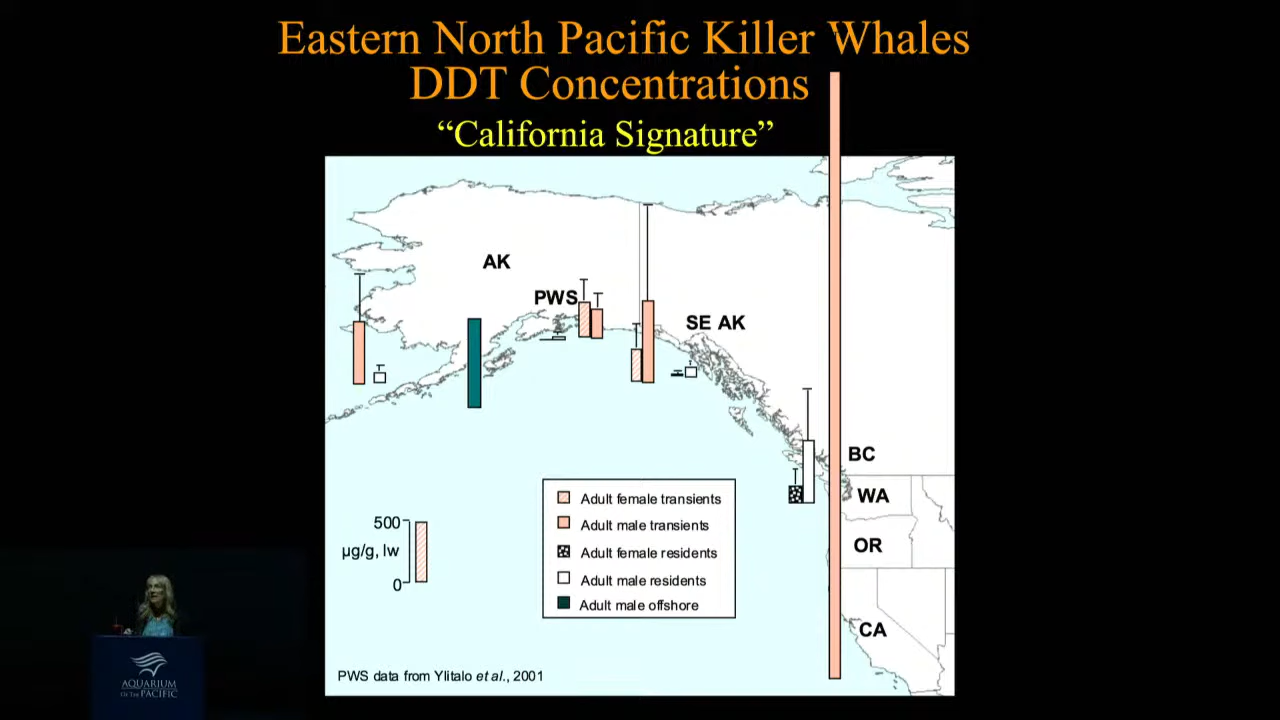 Eastern North Pacific Killer Whales
DDT Concentrations
“California Signature”
AK
PWS
SE AK
BC
WA
OR
CA
500
µg/g, lw
0
Adult female transients
Adult male transients
Adult female residents
Adult male residents
Adult male offshore
PWS data from Ylitalo et al., 2001
AQUARIUM
OF THE PACIFIC